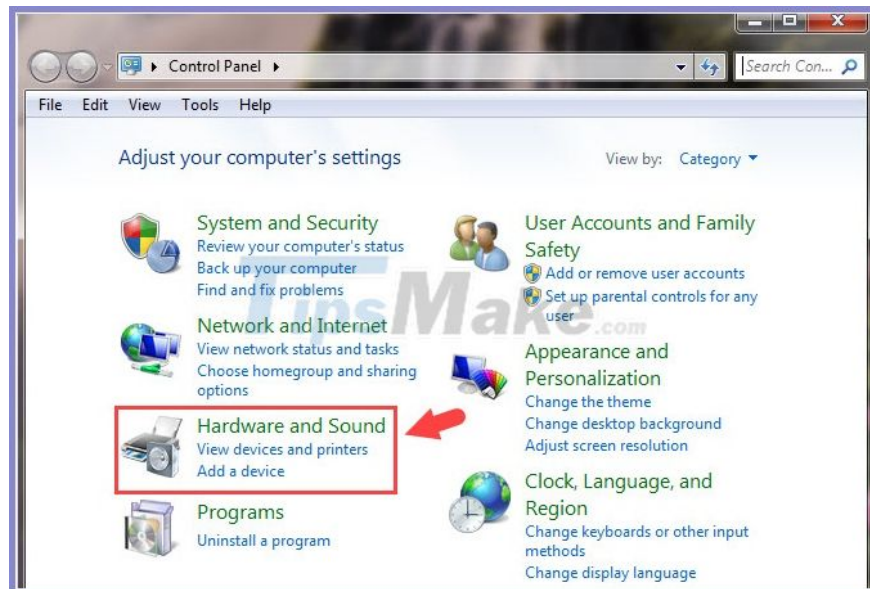 Control Panel
Search Con...
File Edit View Tools Help
Adjust your computer's settings
View by: Category
System and Security
Review your computer's status
Back up your computer
Find and fix problems
Network and Internet
View network status and tasks
Choose homegroup and sharing
options
Hardware and Sound
View devices and printers
Add a device
Programs
Uninstall a program
User Accounts and Family
Safety
Add or remove user accounts
Set up parental controls for any
user
Appearance and
Personalization
Change the theme
Change desktop background
Adjust screen resolution
Clock, Language, and
Region
Change keyboards or other input
methods
Change display language
TipsMake.com